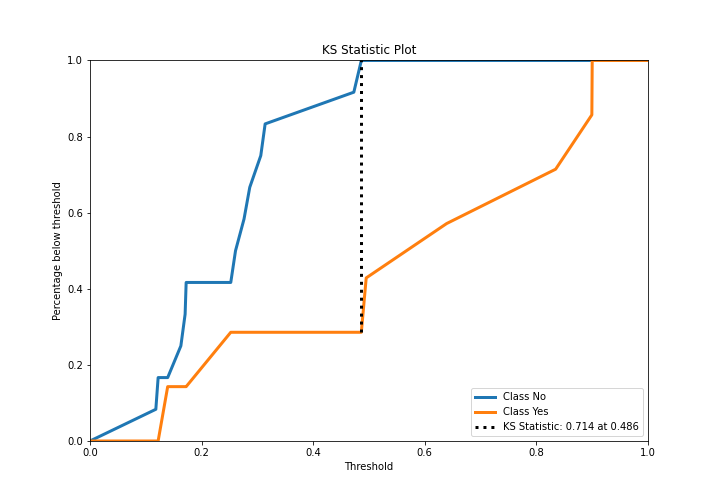 KS Statistic Plot
1.0
0.8
0.6
0.4
0.2
0.0
Percentage below threshold
0.0 0.2 0.4 0.6 0.8 1.0
Threshold
Class No
Class Yes
KS Statistic: 0.714 at 0.486